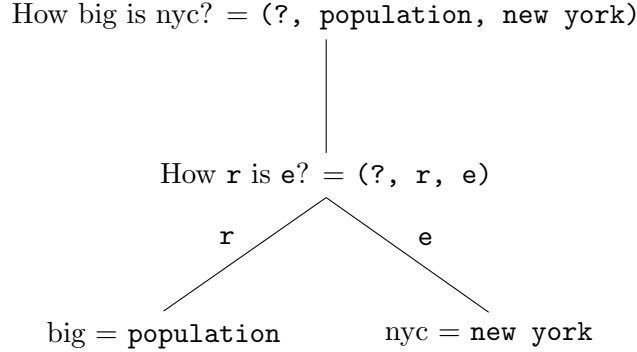 How big is nyc? = (?, population, new york)
How r is e? = (?, r, e)
r e
big = population nyc = new york